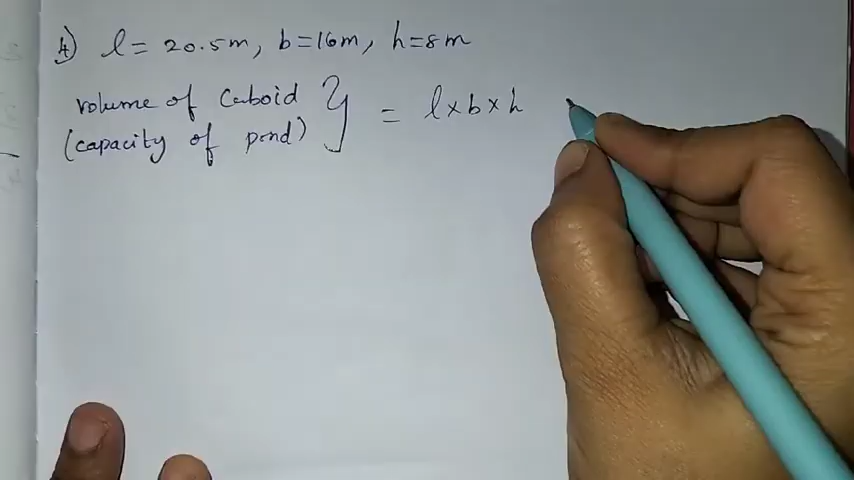 4) l = 20.5m, b=16m, h=8m
volume of Cuboid } = l×b×h
(capacity of pond)